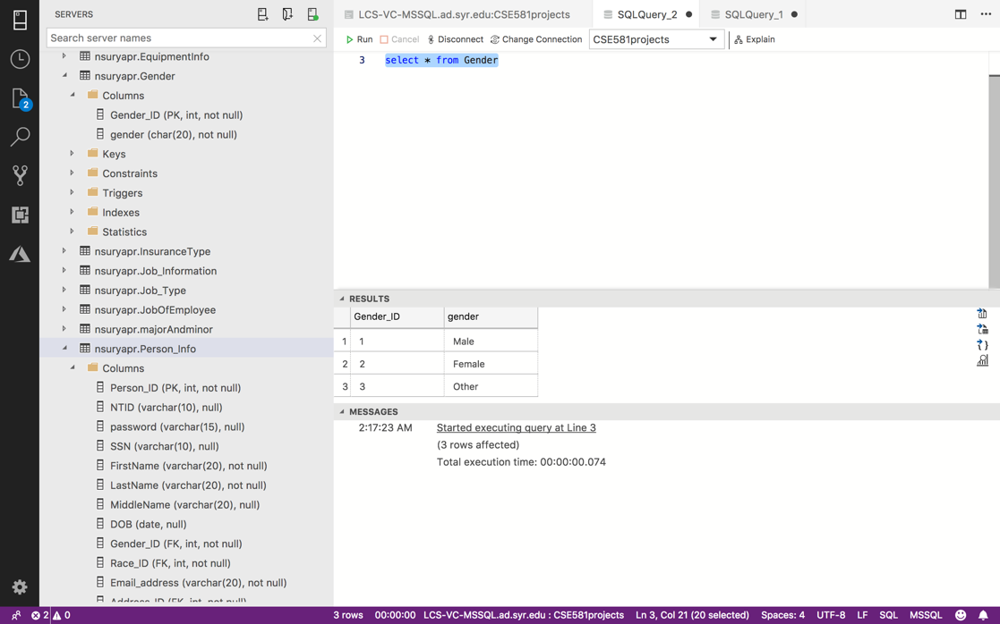 SERVERS
Search server names
nsuryapr.EquipmentInfo
nsuryapr.Gender
Columns
Gender_ID (PK, int, not null)
gender (char(20), not null)
Keys
Constraints
Triggers
Indexes
Statistics
nsuryapr.InsuranceType
nsuryapr.Job_Information
nsuryapr.Job_Type
nsuryapr.JobOfEmployee
nsuryapr.majorAndminor
nsuryapr.Person_Info
Columns
Person_ID (PK, int, not null)
NTID (varchar(10), null)
password (varchar(15), null)
SSN (varchar(10), null)
FirstName (varchar(20), not null)
LastName (varchar(20), not null)
MiddleName (varchar(20), null)
DOB (date, null)
Gender_ID (FK, int, not null)
Race_ID (FK, int, not null)
Email_address (varchar(20), not null)
Address_ID (FK, int, not null)
2
LCS-VC-MSSQL.ad.syr.edu:CSE581projects
SQLQuery_2
SQLQuery_1
Run Cancel Disconnect Change Connection CSE581projects Explain
3 select * from Gender
RESULTS
Gender_ID gender
1 1 Male
2 2 Female
3 3 Other
MESSAGES
2:17:23 AM Started executing query at Line 3
(3 rows affected)
Total execution time: 00:00:00.074
2 0 3 rows 00:00:00 LCS-VC-MSSQL.ad.syr.edu : CSE581projects Ln 3, Col 21 (20 selected) Spaces: 4 UTF-8 LF SQL MSSQL